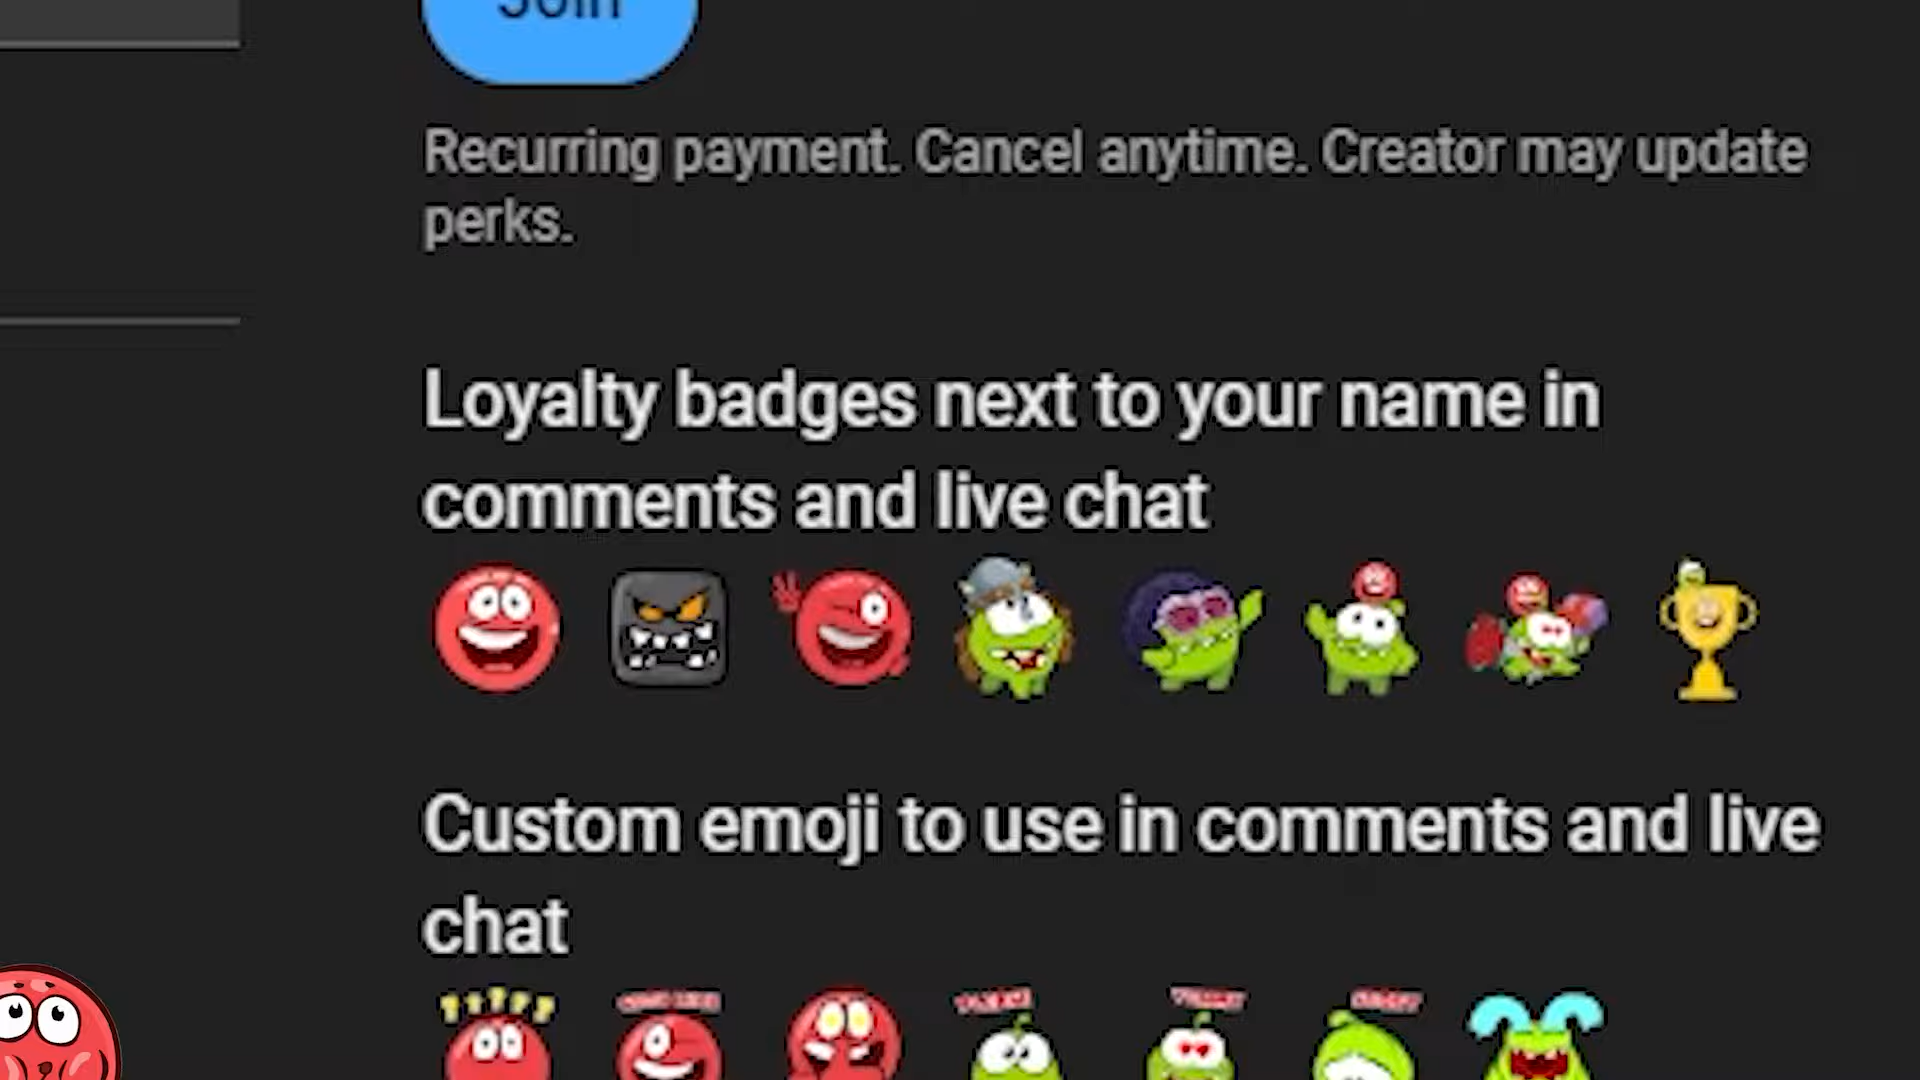 Join
Recurring payment. Cancel anytime. Creator may update
perks.
Loyalty badges next to your name in
comments and live chat
Custom emoji to use in comments and live
chat
?????